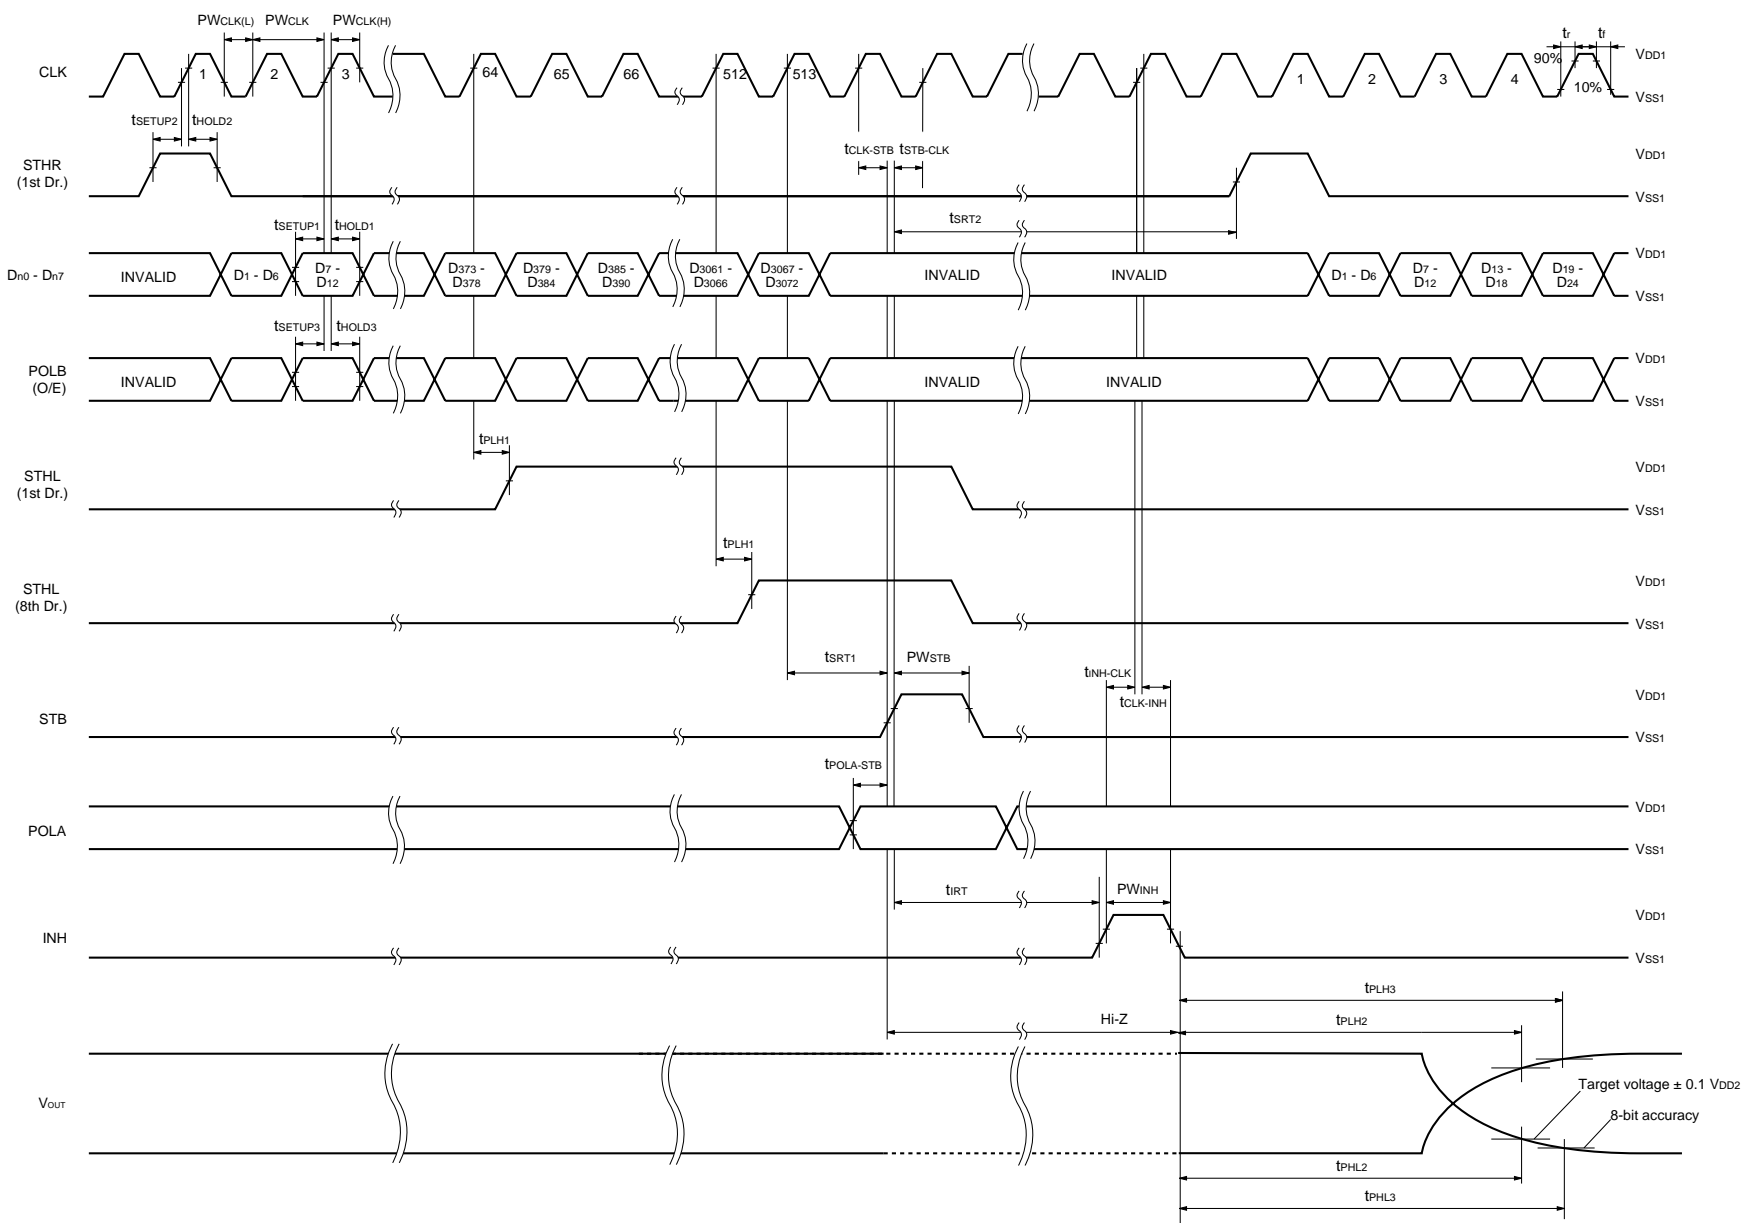 PWCLK(L) PWCLK PWCLK(H)
tr tf
CLK 1 2 3 64 65 66 512 513 1 2 3 4 90% 10% VDD1
VSS1
tSETUP2 tHOLD2
tCLK-STB tSTB-CLK
STHR
(1st Dr.)
VDD1
VSS1
tSRT2
tSETUP1 tHOLD1
Dn0 - Dn7 INVALID D1 - D6 D7 -
D12 D373 -
D378 D379 -
D384 D385 -
D390 D3061 -
D3066 D3067 -
D3072 INVALID INVALID D1 - D6 D7 -
D12 D13 -
D18 D19 -
D24
VDD1
VSS1
tSETUP3 tHOLD3
POLB
(O/E)
INVALID INVALID INVALID
VDD1
VSS1
tPLH1
STHL
(1st Dr.)
VDD1
VSS1
tPLH1
STHL
(8th Dr.)
VDD1
VSS1
tSRT1 PWSTB
tINH-CLK
tCLK-INH
STB
VDD1
VSS1
tPOLA-STB
POLA
VDD1
VSS1
tIRT PWINH
INH
VDD1
VSS1
tPLH3
Hi-Z tPLH2
VOUT
Target voltage ± 0.1 VDD2
8-bit accuracy
tPHL2
tPHL3